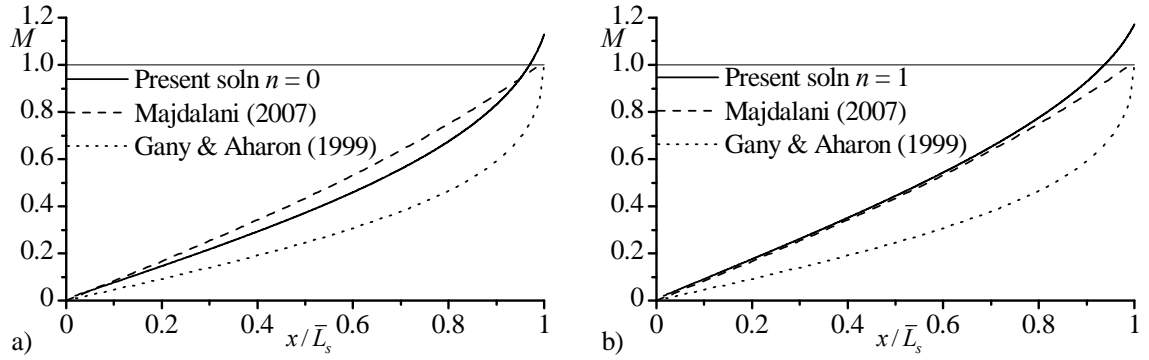 1.2
M
1.0
Present soln n = 0
0.8
Majdalani (2007)
Gany & Aharon (1999)
0.6
0.4
0.2
0
0 0.2 0.4 0.6 0.8 1
x / L̄s
a)
1.2
M
1.0
Present soln n = 1
0.8
Majdalani (2007)
Gany & Aharon (1999)
0.6
0.4
0.2
0
0 0.2 0.4 0.6 0.8 1
x / L̄s
b)